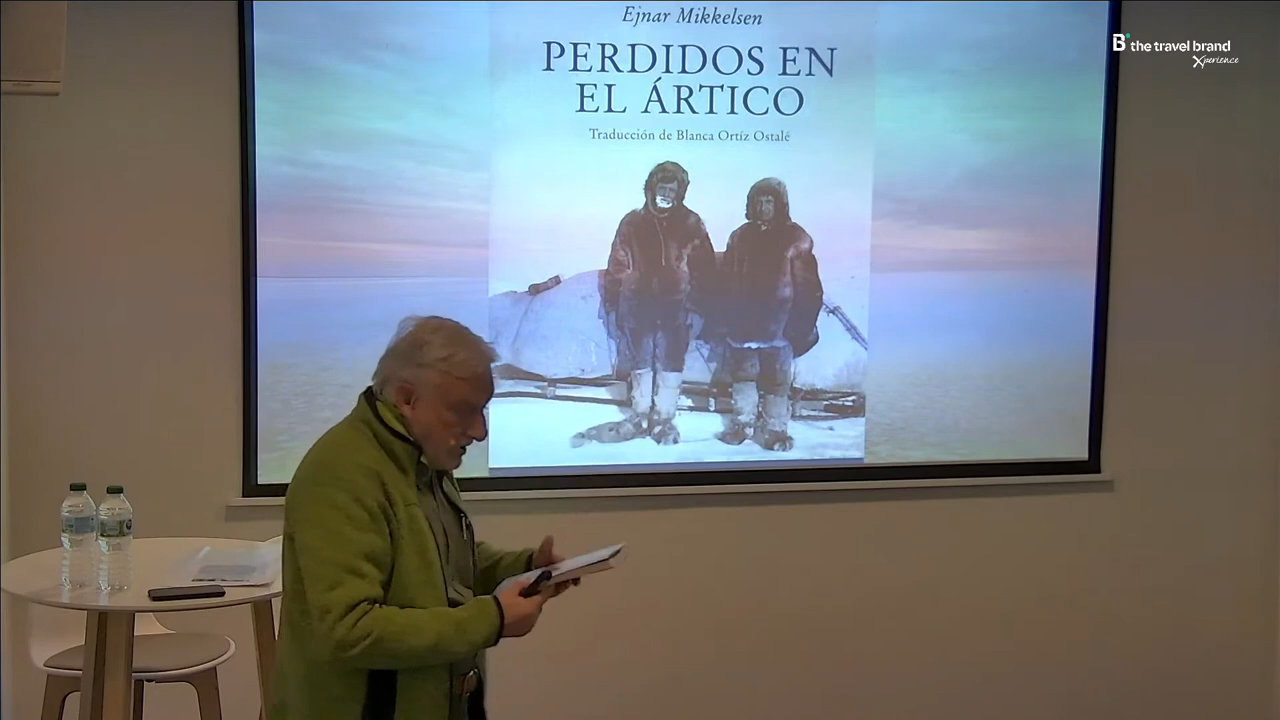 Ejnar Mikkelsen
PERDIDOS EN
EL ÁRTICO
Traducción de Blanca Ortíz Ostalé
B the travel brand
Xperience